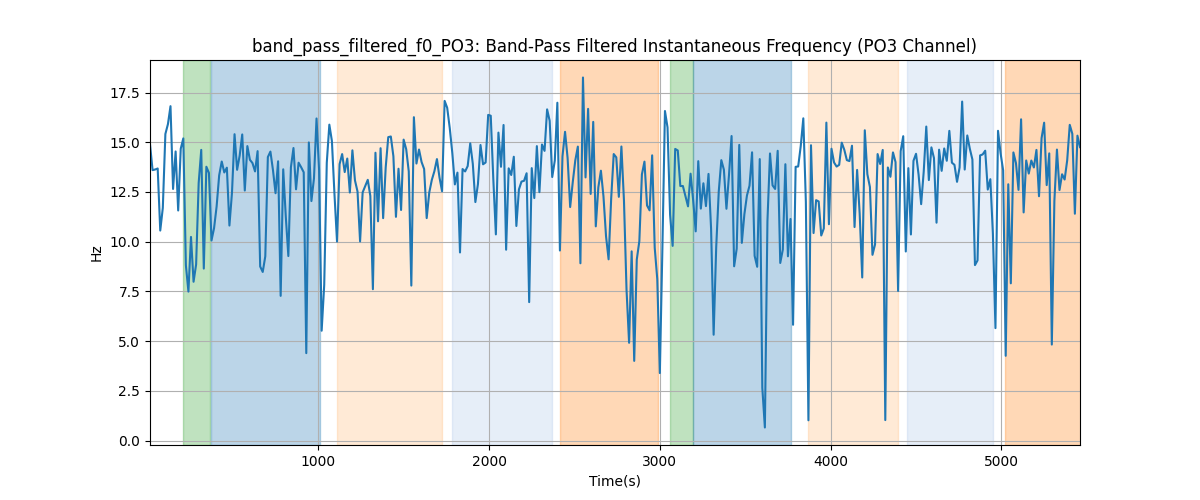 band_pass_filtered_f0_PO3: Band-Pass Filtered Instantaneous Frequency (PO3 Channel)
17.5
15.0
12.5
10.0
7.5
5.0
2.5
0.0
Hz
1000 2000 3000 4000 5000
Time(s)